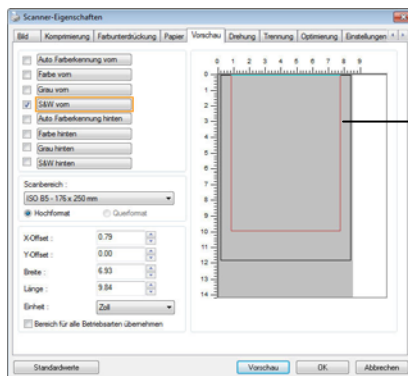 Scanner-Eigenschaften
Bild Komprimierung Farbunterdrückung Papier Vorschau Drehung Trennung Optimierung Einstellungen
Auto Farberkennung vorn
Farbe vorn
Grau vorn
S&W vorn
Auto Farberkennung hinten
Farbe hinten
Grau hinten
S&W hinten
Scanbereich :
ISO B5 - 176 x 250 mm
Hochformat Querformat
X-Offset : 0.79
Y-Offset : 0.00
Breite : 6.93
Länge : 9.84
Einheit : Zoll
Bereich für alle Betriebsarten übernehmen
0 1 2 3 4 5 6 7 8 9
0
1
2
3
4
5
6
7
8
9
10
11
12
13
14
Standardwerte Vorschau OK Abbrechen